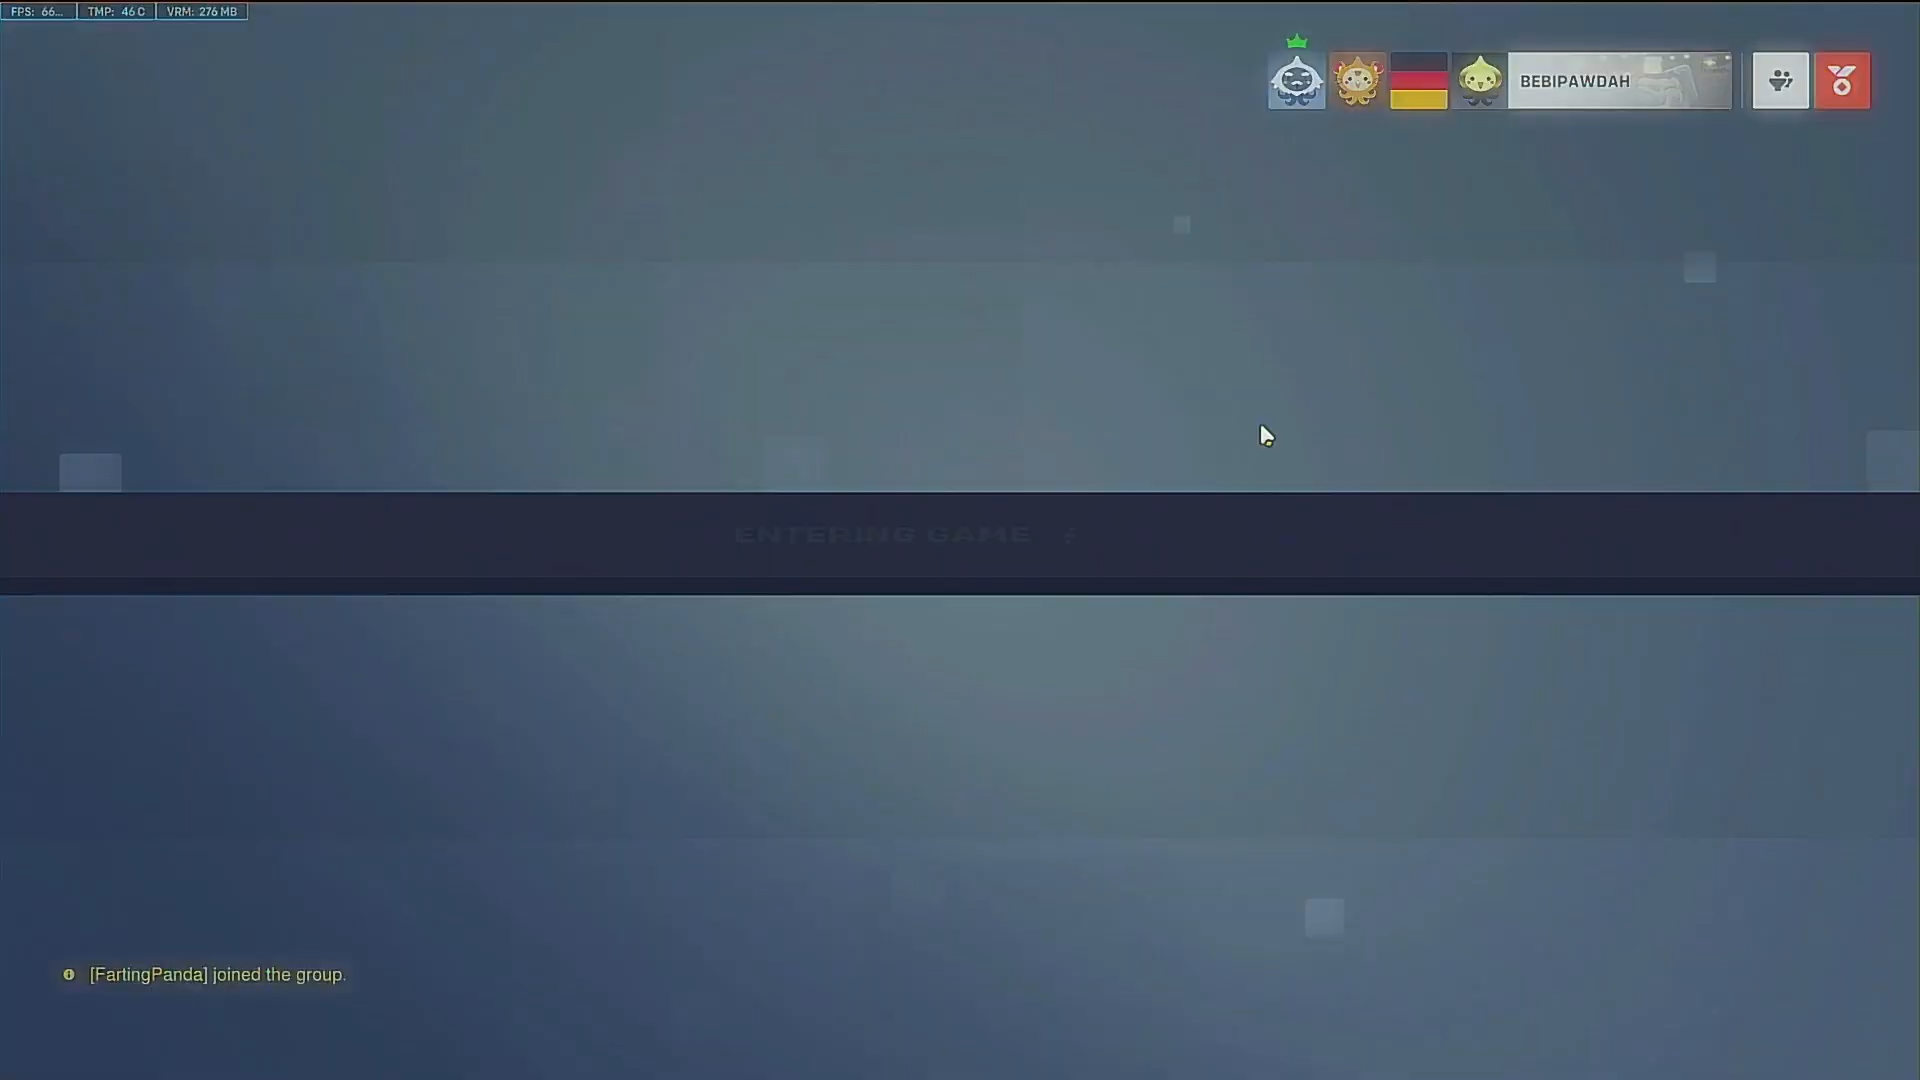 FPS: 66... TMP: 46 C VRM: 276 MB
BEBIPAWDAH
ENTERING GAME
[FartingPanda] joined the group.